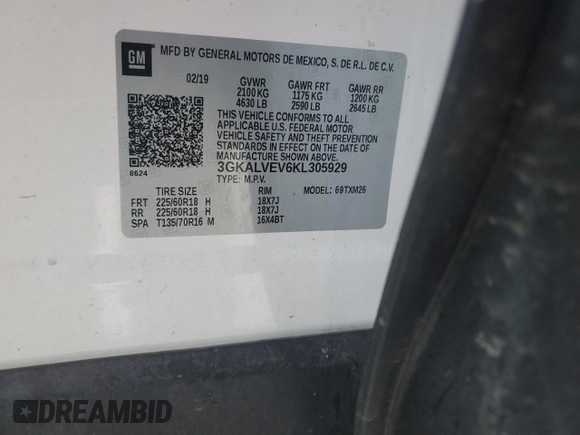 GM
MFD BY GENERAL MOTORS DE MEXICO, S. DE R.L. DE C.V.
02/19 GVWR GAWR FRT GAWR RR
2100 KG 1175 KG 1200 KG
4630 LB 2590 LB 2645 LB
THIS VEHICLE CONFORMS TO ALL
APPLICABLE U.S. FEDERAL MOTOR
VEHICLE SAFETY AND THEFT PREVENTION
STANDARDS IN EFFECT ON THE DATE OF
MANUFACTURE SHOWN ABOVE.
8624 3GKALVEV6KL305929
TYPE: M.P.V.
TIRE SIZE RIM MODEL: 69TXM26
FRT 225/60R18 H 18X7J
RR 225/60R18 H 18X7J
SPA T135/70R16 M 16X4BT
DREAMBID